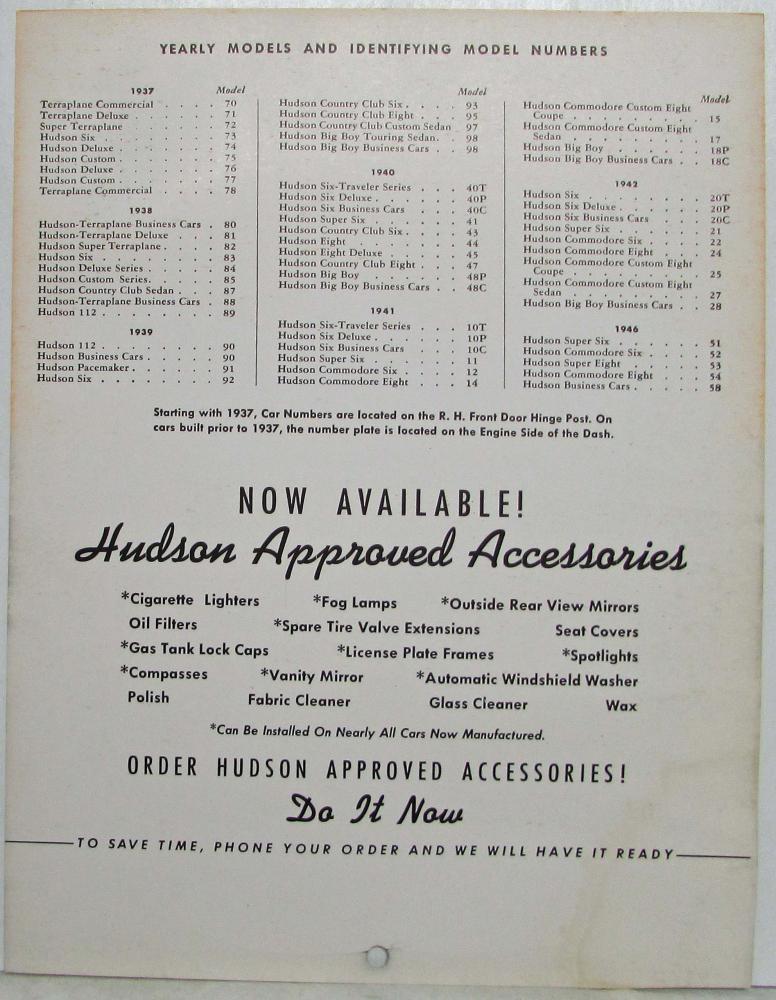 YEARLY MODELS AND IDENTIFYING MODEL NUMBERS
1937 Model
Terraplane Commercial . . . . 70
Terraplane Deluxe . . . . . 71
Super Terraplane . . . . . 72
Hudson Six . . . . . . . 73
Hudson Deluxe . . . . . . 74
Hudson Custom . . . . . . 75
Hudson Deluxe . . . . . . 76
Hudson Custom . . . . . . 77
Terraplane Commercial . . . . 78
1938
Hudson-Terraplane Business Cars . 80
Hudson-Terraplane Deluxe . . . 81
Hudson Super Terraplane . . . . 82
Hudson Six . . . . . . . 83
Hudson Deluxe Series . . . . . 84
Hudson Custom Series . . . . . 85
Hudson Country Club Sedan . . . 87
Hudson-Terraplane Business Cars . 88
Hudson 112 . . . . . . . 89
1939
Hudson 112 . . . . . . . 90
Hudson Business Cars . . . . . 90
Hudson Pacemaker . . . . . . 91
Hudson Six . . . . . . . 92
Model
Hudson Country Club Six . . . . 93
Hudson Country Club Eight . . . 95
Hudson Country Club Custom Sedan . 97
Hudson Big Boy Touring Sedan . . 98
Hudson Big Boy Business Cars . . 98
1940
Hudson Six-Traveler Series . . . 40T
Hudson Six Deluxe . . . . . 40P
Hudson Six Business Cars . . . 40C
Hudson Super Six . . . . . 41
Hudson Country Club Six . . . . 43
Hudson Eight . . . . . . 44
Hudson Eight Deluxe . . . . 45
Hudson Country Club Eight . . . 47
Hudson Big Boy . . . . . 48P
Hudson Big Boy Business Cars . . 48C
1941
Hudson Six-Traveler Series . . . 10T
Hudson Six Deluxe . . . . . 10P
Hudson Six Business Cars . . . 10C
Hudson Super Six . . . . . 11
Hudson Commodore Six . . . . 12
Hudson Commodore Eight . . . 14
Model
Hudson Commodore Custom Eight
Coupe . . . . . . . 15
Hudson Commodore Custom Eight
Sedan . . . . . . . 17
Hudson Big Boy . . . . . 18P
Hudson Big Boy Business Cars . . 18C
1942
Hudson Six . . . . . . . 20T
Hudson Six Deluxe . . . . . 20P
Hudson Six Business Cars . . . 20C
Hudson Super Six . . . . . 21
Hudson Commodore Six . . . . 22
Hudson Commodore Eight . . . 24
Hudson Commodore Custom Eight
Coupe . . . . . . . 25
Hudson Commodore Custom Eight
Sedan . . . . . . . 27
Hudson Big Boy Business Cars . . 28
1946
Hudson Super Six . . . . . 51
Hudson Commodore Six . . . . 52
Hudson Super Eight . . . . . 53
Hudson Commodore Eight . . . 54
Hudson Business Cars . . . . . 58
Starting with 1937, Car Numbers are located on the R. H. Front Door Hinge Post. On
cars built prior to 1937, the number plate is located on the Engine Side of the Dash.
NOW AVAILABLE!
Hudson Approved Accessories
*Cigarette Lighters *Fog Lamps *Outside Rear View Mirrors
Oil Filters *Spare Tire Valve Extensions Seat Covers
*Gas Tank Lock Caps *License Plate Frames *Spotlights
*Compasses *Vanity Mirror *Automatic Windshield Washer
Polish Fabric Cleaner Glass Cleaner Wax
*Can Be Installed On Nearly All Cars Now Manufactured.
ORDER HUDSON APPROVED ACCESSORIES!
Do It Now
TO SAVE TIME, PHONE YOUR ORDER AND WE WILL HAVE IT READY